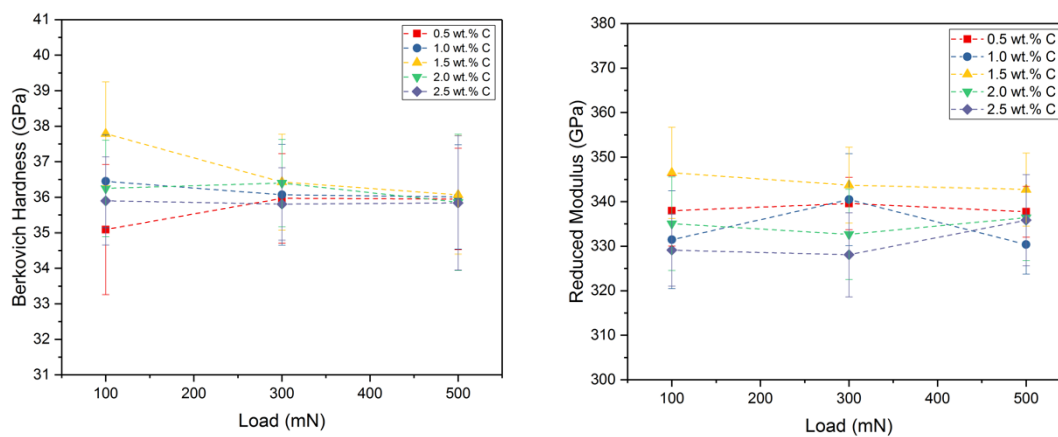 41
40
39
38
37
36
35
34
33
32
31
100
200
300
400
500
Berkovich Hardness (GPa)
Load (mN)
0.5 wt.% C
1.0 wt.% C
1.5 wt.% C
2.0 wt.% C
2.5 wt.% C
380
370
360
350
340
330
320
310
300
100
200
300
400
500
Reduced Modulus (GPa)
Load (mN)
0.5 wt.% C
1.0 wt.% C
1.5 wt.% C
2.0 wt.% C
2.5 wt.% C